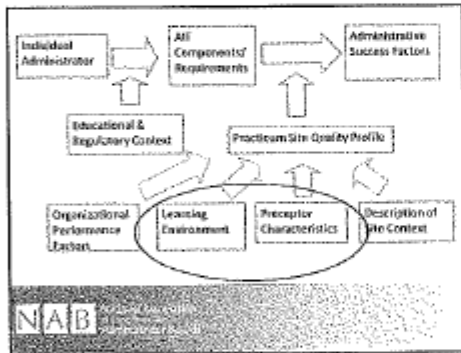 Individual
Administrator
AIT
Components/
Requirements
Administrative
Success Factors
Educational &
Regulatory Context
Practicum Site Quality Profile
Organizational
Performance
Factors
Learning
Environment
Preceptor
Characteristics
Description of
Site Context
NAB